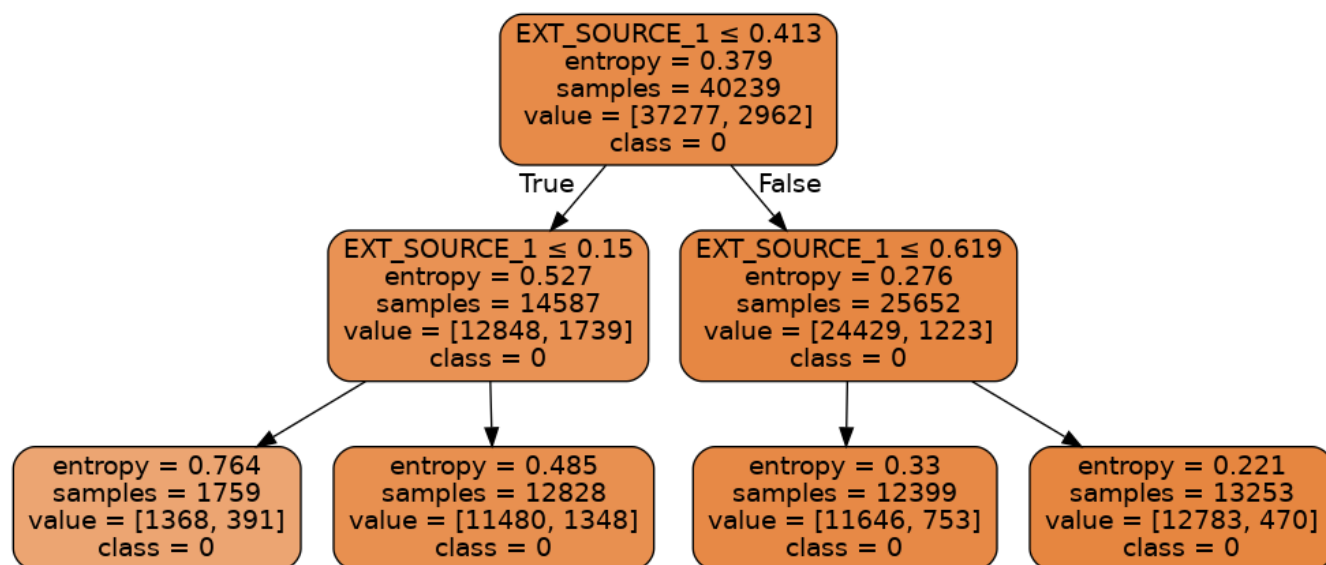 EXT_SOURCE_1 ≤ 0.413
entropy = 0.379
samples = 40239
value = [37277, 2962]
class = 0
True
False
EXT_SOURCE_1 ≤ 0.15
entropy = 0.527
samples = 14587
value = [12848, 1739]
class = 0
EXT_SOURCE_1 ≤ 0.619
entropy = 0.276
samples = 25652
value = [24429, 1223]
class = 0
entropy = 0.764
samples = 1759
value = [1368, 391]
class = 0
entropy = 0.485
samples = 12828
value = [11480, 1348]
class = 0
entropy = 0.33
samples = 12399
value = [11646, 753]
class = 0
entropy = 0.221
samples = 13253
value = [12783, 470]
class = 0